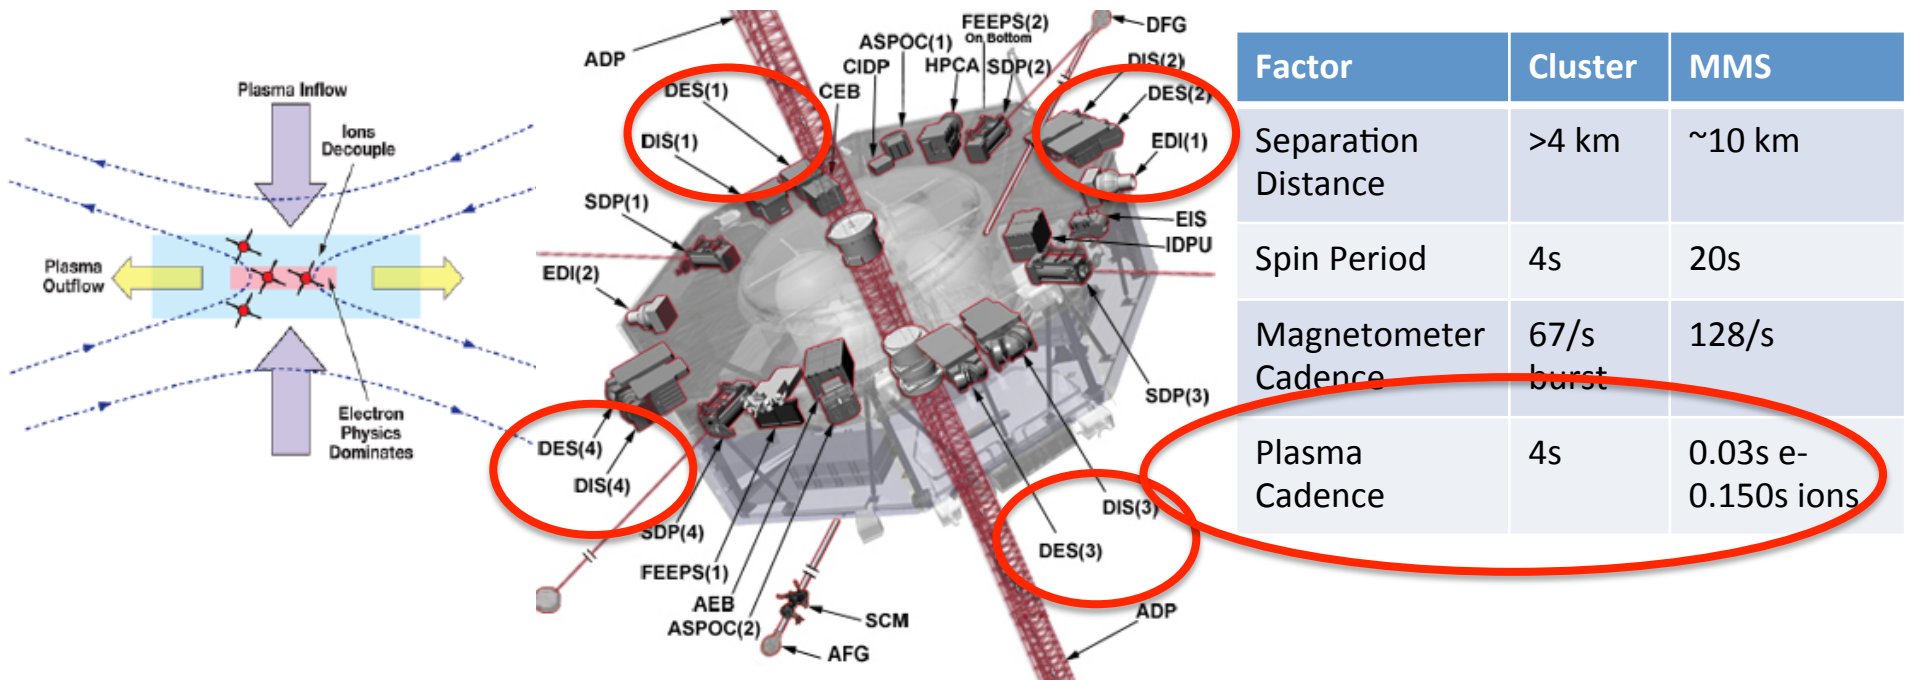 Plasma Inflow
Ions
Decouple
Plasma
Outflow
Electron
Physics
Dominates
ADP
DES(1)
DIS(1)
CEB
CIDP
ASPOC(1)
HPCA
FEEPS(2)
On Bottom
SDP(2)
DFG
DIS(2)
DES(2)
EDI(1)
SDP(1)
EIS
IDPU
EDI(2)
SDP(3)
DES(4)
DIS(4)
SDP(4)
FEEPS(1)
AEB
ASPOC(2)
SCM
AFG
DIS(3)
DES(3)
ADP
Factor Cluster MMS
Separation >4 km ~10 km
Distance
Spin Period 4s 20s
Magnetometer 67/s 128/s
Cadence burst
Plasma 4s 0.03s e-
Cadence 0.150s ions